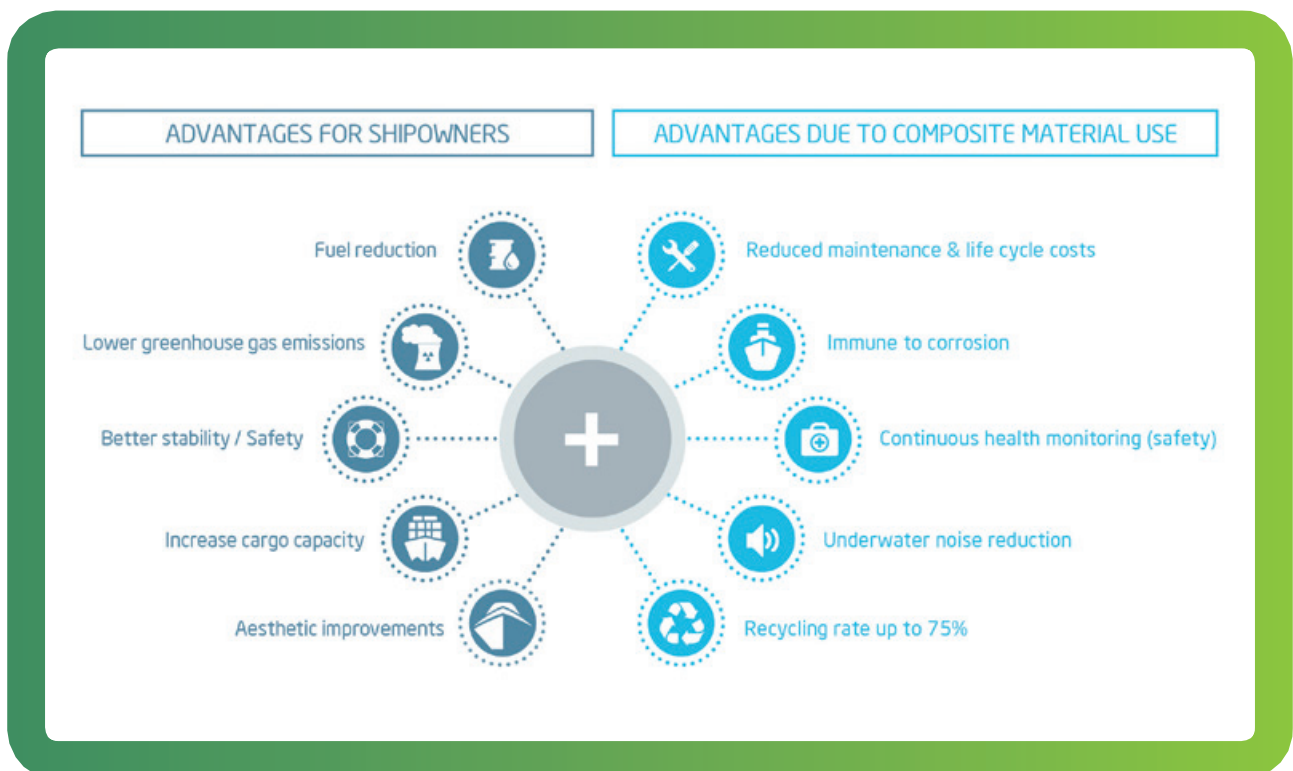 ADVANTAGES FOR SHIPOWNERS
ADVANTAGES DUE TO COMPOSITE MATERIAL USE
Fuel reduction
Lower greenhouse gas emissions
Better stability / Safety
Increase cargo capacity
Aesthetic improvements
Reduced maintenance & life cycle costs
Immune to corrosion
Continuous health monitoring (safety)
Underwater noise reduction
Recycling rate up to 75%